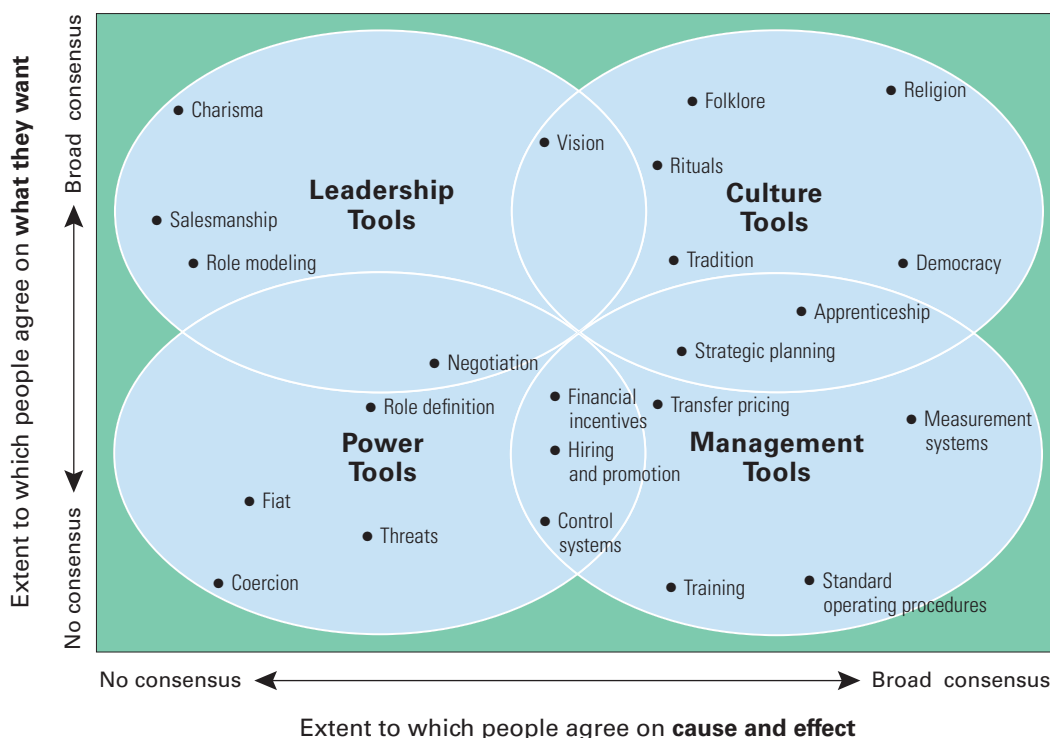 Extent to which people agree on what they want
No consensus
Broad consensus
Charisma
Vision
Folklore
Religion
Rituals
Leadership
Tools
Culture
Tools
Salesmanship
Role modeling
Tradition
Democracy
Apprenticeship
Strategic planning
Negotiation
Role definition
Financial
incentives
Transfer pricing
Measurement
systems
Power
Tools
Hiring
and promotion
Management
Tools
Fiat
Threats
Control
systems
Coercion
Training
Standard
operating procedures
No consensus
Broad consensus
Extent to which people agree on cause and effect